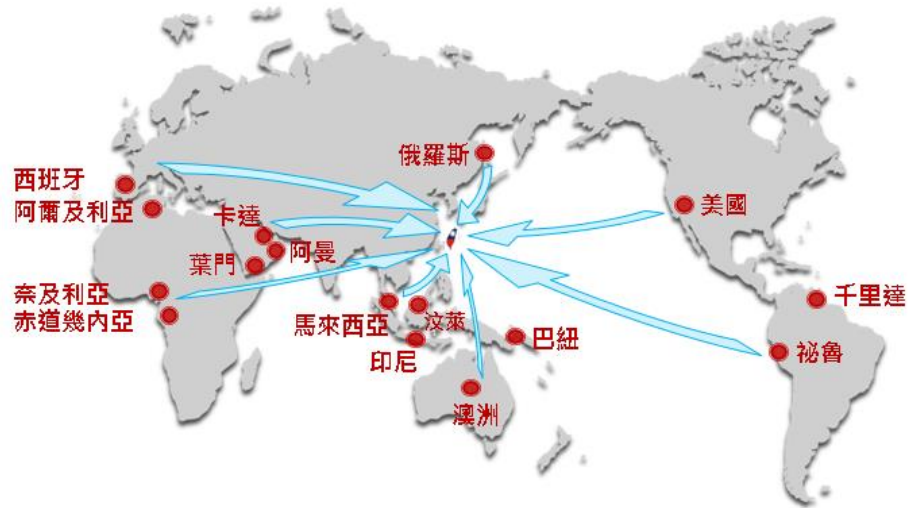 俄羅斯
西班牙
阿爾及利亞
卡達
阿曼
葉門
美國
奈及利亞
赤道幾內亞
馬來西亞
汶萊
印尼
巴紐
千里達
祕魯
澳洲